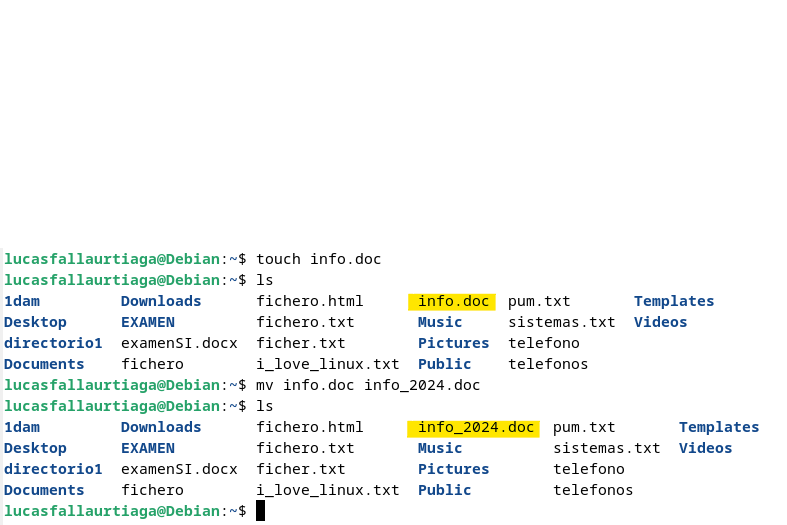 lucasfallaurtiaga@Debian:~$ touch info.doc
lucasfallaurtiaga@Debian:~$ ls
1dam         Downloads      fichero.html      info.doc  pum.txt       Templates
Desktop      EXAMEN         fichero.txt       Music     sistemas.txt  Videos
directorio1  examenSI.docx  ficher.txt        Pictures  telefono
Documents    fichero        i_love_linux.txt  Public    telefonos
lucasfallaurtiaga@Debian:~$ mv info.doc info_2024.doc
lucasfallaurtiaga@Debian:~$ ls
1dam         Downloads      fichero.html      info_2024.doc  pum.txt       Templates
Desktop      EXAMEN         fichero.txt       Music          sistemas.txt  Videos
directorio1  examenSI.docx  ficher.txt        Pictures       telefono
Documents    fichero        i_love_linux.txt  Public         telefonos
lucasfallaurtiaga@Debian:~$